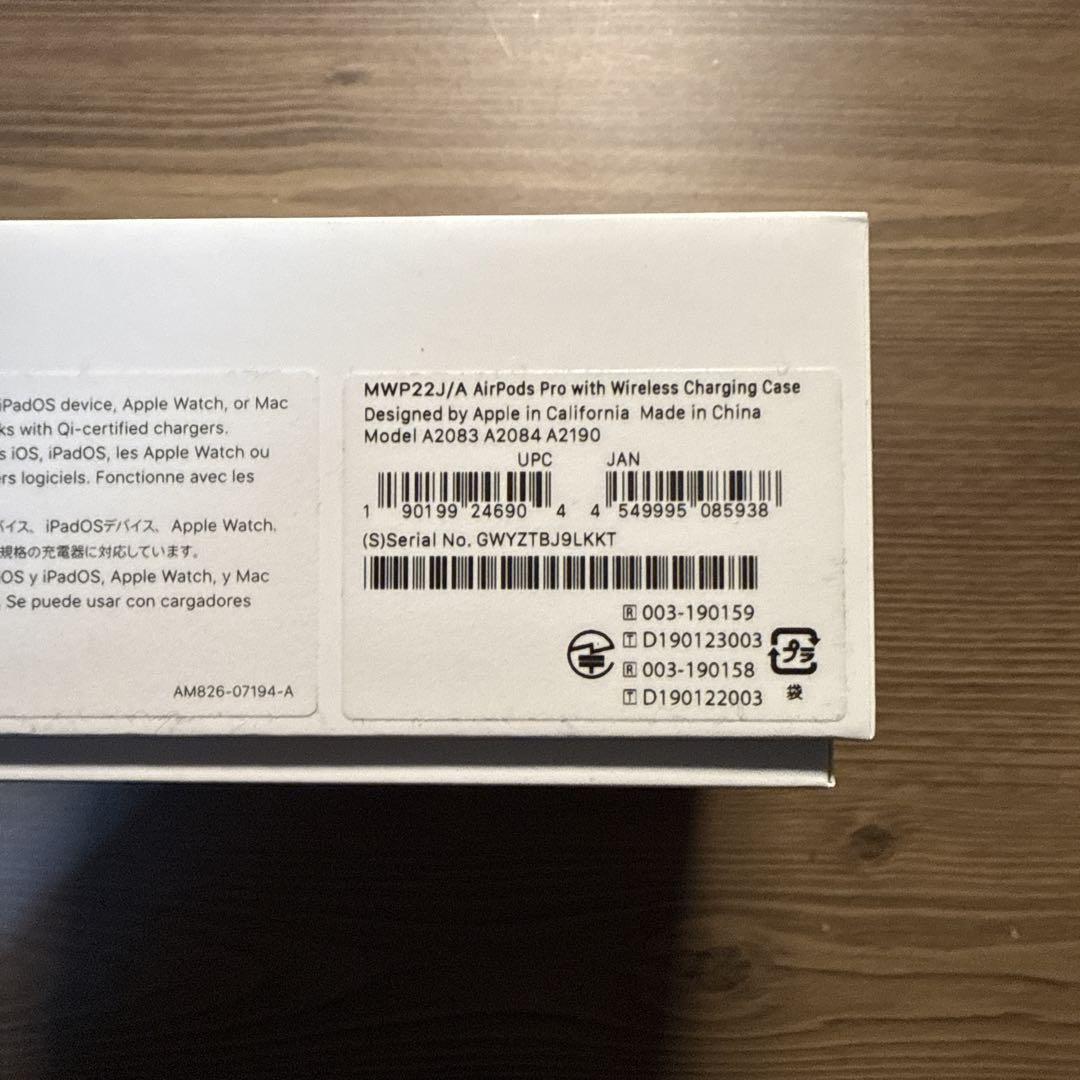 iPadOS device, Apple Watch, or Mac
ks with Qi-certified chargers.
s iOS, iPadOS, les Apple Watch ou
rs logiciels. Fonctionne avec les
バイス、iPadOSデバイス、Apple Watch、
規格の充電器に対応しています。
OS y iPadOS, Apple Watch, y Mac
. Se puede usar con cargadores
AM826-07194-A
MWP22J/A AirPods Pro with Wireless Charging Case
Designed by Apple in California Made in China
Model A2083 A2084 A2190
UPC JAN
1 90199 24690 4 4 549995 085938
(S)Serial No. GWYZTBJ9LKKT
R 003-190159
T D190123003
R 003-190158
T D190122003
プラ
袋